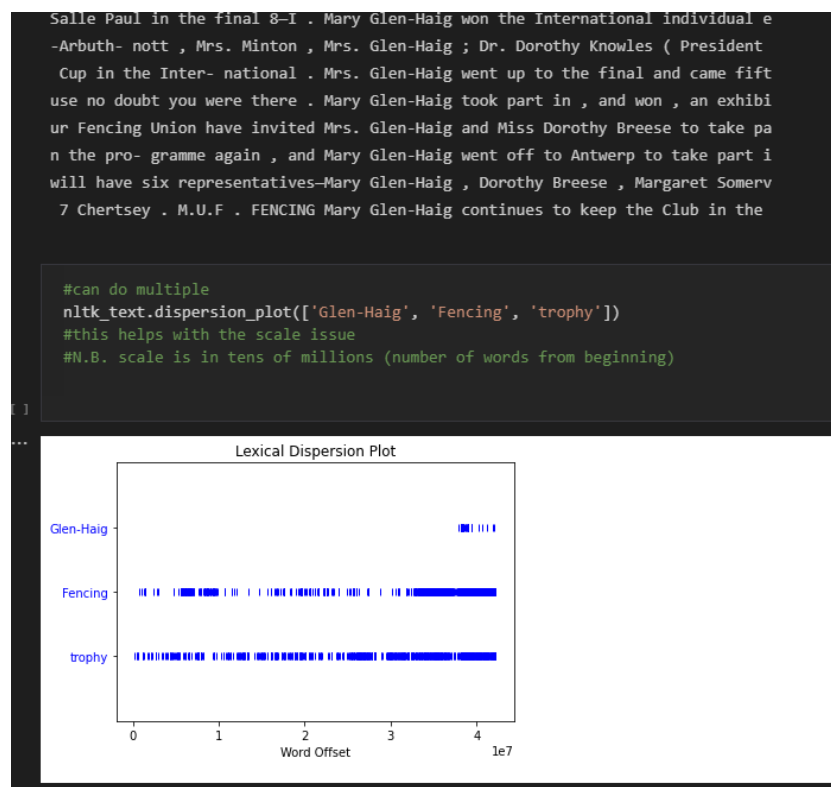 Salle Paul in the final 8–I . Mary Glen-Haig won the International individual e
-Arbuth- nott , Mrs. Minton , Mrs. Glen-Haig ; Dr. Dorothy Knowles ( President
Cup in the Inter- national . Mrs. Glen-Haig went up to the final and came fift
use no doubt you were there . Mary Glen-Haig took part in , and won , an exhibi
ur Fencing Union have invited Mrs. Glen-Haig and Miss Dorothy Breese to take pa
n the pro- gramme again , and Mary Glen-Haig went off to Antwerp to take part i
will have six representatives—Mary Glen-Haig , Dorothy Breese , Margaret Somerv
7 Chertsey . M.U.F . FENCING Mary Glen-Haig continues to keep the Club in the
#can do multiple
nltk_text.dispersion_plot(['Glen-Haig', 'Fencing', 'trophy'])
#this helps with the scale issue
#N.B. scale is in tens of millions (number of words from beginning)
[ ]
...
Lexical Dispersion Plot
Glen-Haig
Fencing
trophy
0 1 2 3 4
1e7
Word Offset